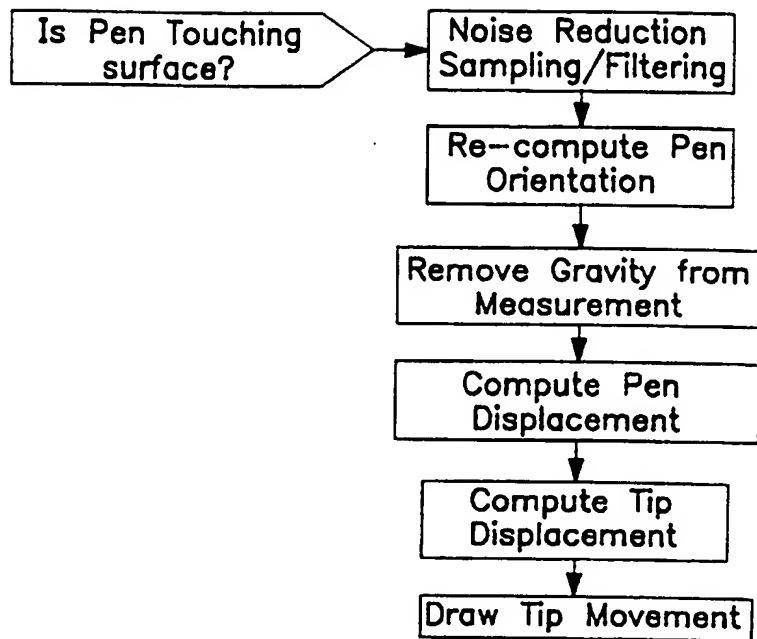 Is Pen Touching
surface?
Noise Reduction
Sampling/Filtering
Re-compute Pen
Orientation
Remove Gravity from
Measurement
Compute Pen
Displacement
Compute Tip
Displacement
Draw Tip Movement